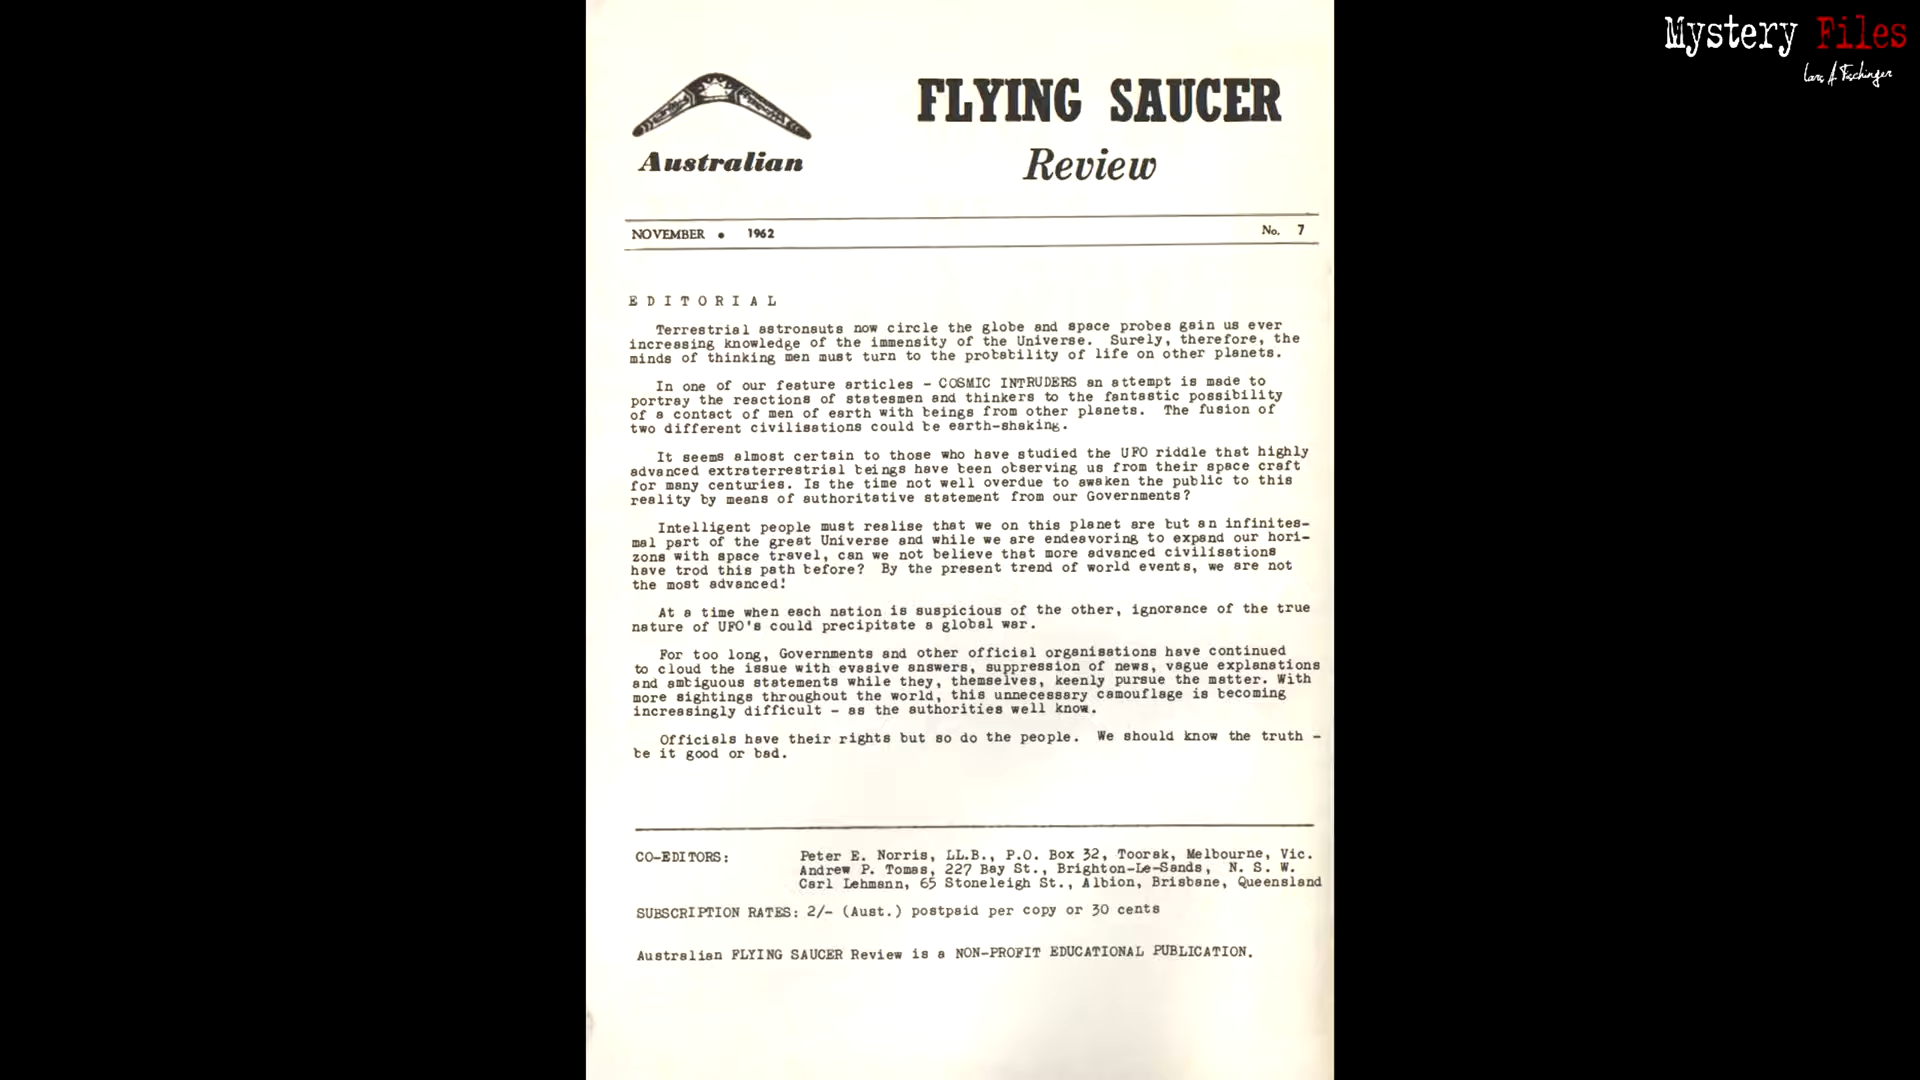 Mystery Files
Lars A. Fischinger
Australian
FLYING SAUCER
Review
NOVEMBER • 1962
No. 7
EDITORIAL
Terrestrial astronauts now circle the globe and space probes gain us ever
increasing knowledge of the immensity of the Universe. Surely, therefore, the
minds of thinking men must turn to the probability of life on other planets.
In one of our feature articles - COSMIC INTRUDERS an attempt is made to
portray the reactions of statesmen and thinkers to the fantastic possibility
of a contact of men of earth with beings from other planets. The fusion of
two different civilisations could be earth-shaking.
It seems almost certain to those who have studied the UFO riddle that highly
advanced extraterrestrial beings have been observing us from their space craft
for many centuries. Is the time not well overdue to awaken the public to this
reality by means of authoritative statement from our Governments?
Intelligent people must realise that we on this planet are but an infinites-
mal part of the great Universe and while we are endeavoring to expand our hori-
zons with space travel, can we not believe that more advanced civilisations
have trod this path before? By the present trend of world events, we are not
the most advanced!
At a time when each nation is suspicious of the other, ignorance of the true
nature of UFO's could precipitate a global war.
For too long, Governments and other official organisations have continued
to cloud the issue with evasive answers, suppression of news, vague explanations
and ambiguous statements while they, themselves, keenly pursue the matter. With
more sightings throughout the world, this unnecessary camouflage is becoming
increasingly difficult - as the authorities well know.
Officials have their rights but so do the people. We should know the truth -
be it good or bad.
CO-EDITORS: Peter E. Norris, LL.B., P.O. Box 32, Toorak, Melbourne, Vic.
Andrew P. Tomas, 227 Bay St., Brighton-Le-Sands, N. S. W.
Carl Lehmann, 65 Stoneleigh St., Albion, Brisbane, Queensland
SUBSCRIPTION RATES: 2/- (Aust.) postpaid per copy or 30 cents
Australian FLYING SAUCER Review is a NON-PROFIT EDUCATIONAL PUBLICATION.